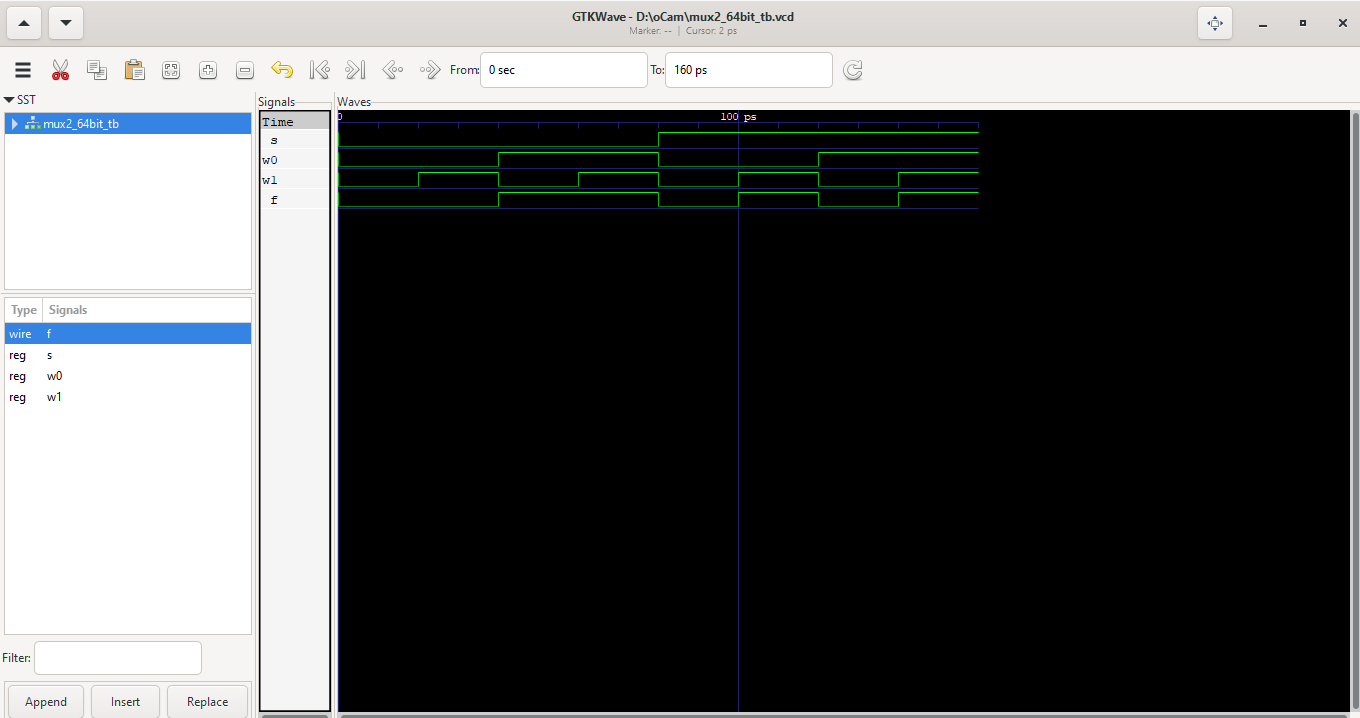 GTKWave - D:\oCam\mux2_64bit_tb.vcd
Marker: -- | Cursor: 2 ps
From: 0 sec To: 160 ps
SST
mux2_64bit_tb
Type Signals
wire f
reg s
reg w0
reg w1
Filter:
Append Insert Replace
Signals
Time
s
w0
w1
f
Waves
0 100 ps